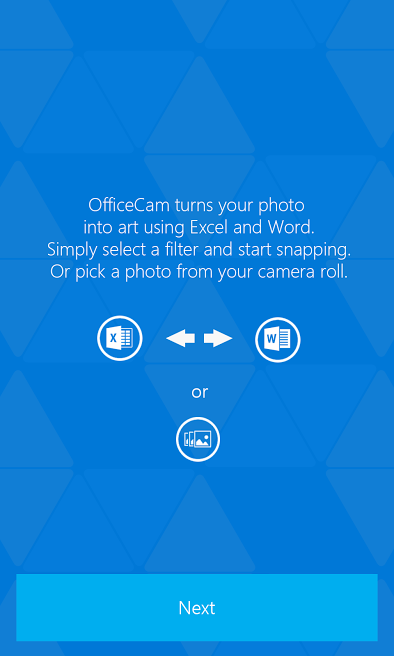 OfficeCam turns your photo
into art using Excel and Word.
Simply select a filter and start snapping.
Or pick a photo from your camera roll.
X
W
or
Next